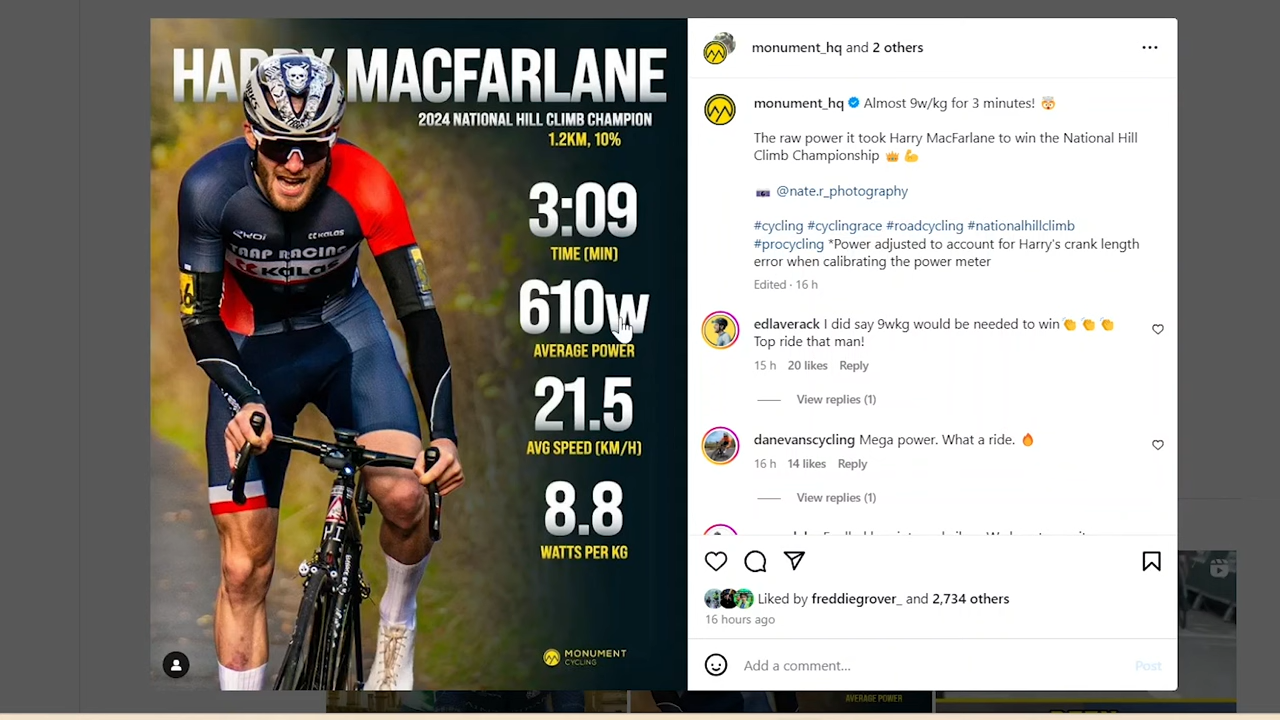 HARRY MACFARLANE
2024 NATIONAL HILL CLIMB CHAMPION
1.2KM, 10%
3:09
TIME (MIN)
610w
AVERAGE POWER
21.5
AVG SPEED (KM/H)
8.8
WATTS PER KG
MONUMENT
CYCLING
KALAS
TAAP RACING
KALAS
monument_hq and 2 others
monument_hq Almost 9w/kg for 3 minutes! 🤯
The raw power it took Harry MacFarlane to win the National Hill
Climb Championship 👑 💪
📷 @nate.r_photography
#cycling #cyclingrace #roadcycling #nationalhillclimb
#procycling *Power adjusted to account for Harry's crank length
error when calibrating the power meter
Edited · 16 h
edlaverack I did say 9wkg would be needed to win👏 👏 👏
Top ride that man!
15 h 20 likes Reply
View replies (1)
danevanscycling Mega power. What a ride. 🔥
16 h 14 likes Reply
View replies (1)
Liked by freddiegrover_ and 2,734 others
16 hours ago
Add a comment...
Post
AVERAGE POWER